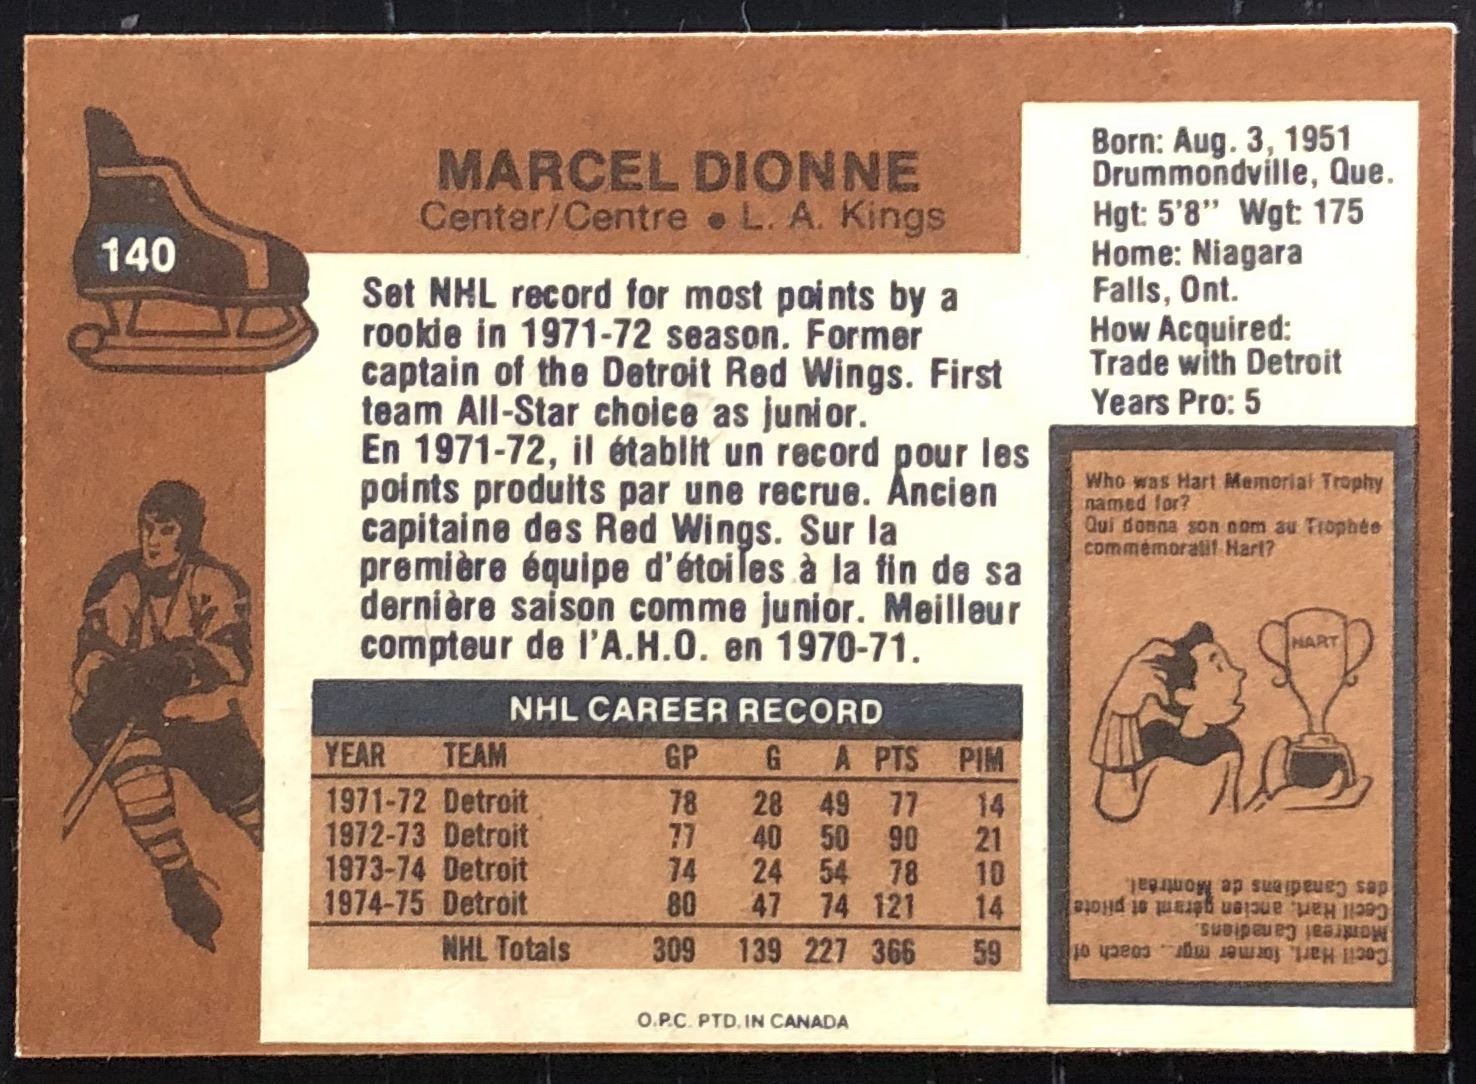 140
MARCEL DIONNE
Center/Centre • L. A. Kings
Born: Aug. 3, 1951
Drummondville, Que.
Hgt: 5'8" Wgt: 175
Home: Niagara
Falls, Ont.
How Acquired:
Trade with Detroit
Years Pro: 5
Set NHL record for most points by a
rookie in 1971-72 season. Former
captain of the Detroit Red Wings. First
team All-Star choice as junior.
En 1971-72, il établit un record pour les
points produits par une recrue. Ancien
capitaine des Red Wings. Sur la
première équipe d'étoiles à la fin de sa
dernière saison comme junior. Meilleur
compteur de l'A.H.O. en 1970-71.
NHL CAREER RECORD
YEAR TEAM GP G A PTS PIM
1971-72 Detroit 78 28 49 77 14
1972-73 Detroit 77 40 50 90 21
1973-74 Detroit 74 24 54 78 10
1974-75 Detroit 80 47 74 121 14
NHL Totals 309 139 227 366 59
Who was Hart Memorial Trophy
named for?
Qui donna son nom au Trophée
commémoratif Hart?
HART
Cecil Hart, former mgr. - coach of
Montreal Canadiens.
Cecil Hart, ancien gérant et pilote
des Canadiens de Montréal.
O.P.C. PTD. IN CANADA